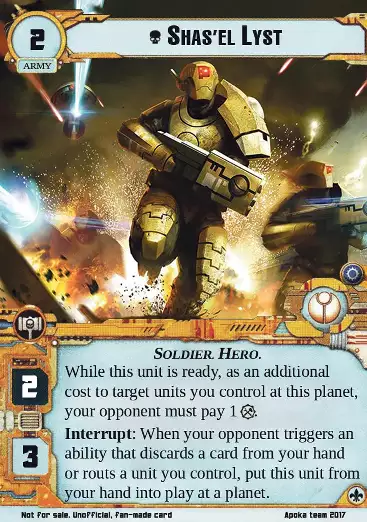 2
SHAS'EL LYST
ARMY
SOLDIER. HERO.
While this unit is ready, as an additional
cost to target units you control at this planet,
your opponent must pay 1 .
2
Interrupt: When your opponent triggers an
ability that discards a card from your hand
or routs a unit you control, put this unit from
your hand into play at a planet.
3
Not for sale. Unofficial, fan-made card
Apoka team 2017